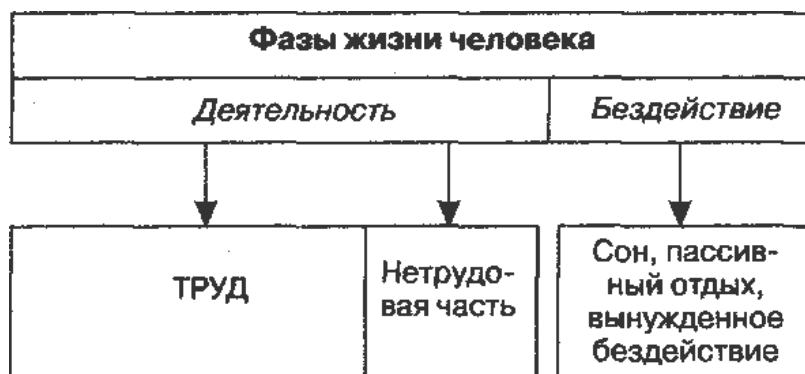 Фазы жизни человека
Деятельность
Бездействие
ТРУД
Нетрудо-
вая часть
Сон, пассив-
ный отдых,
вынужденное
бездействие